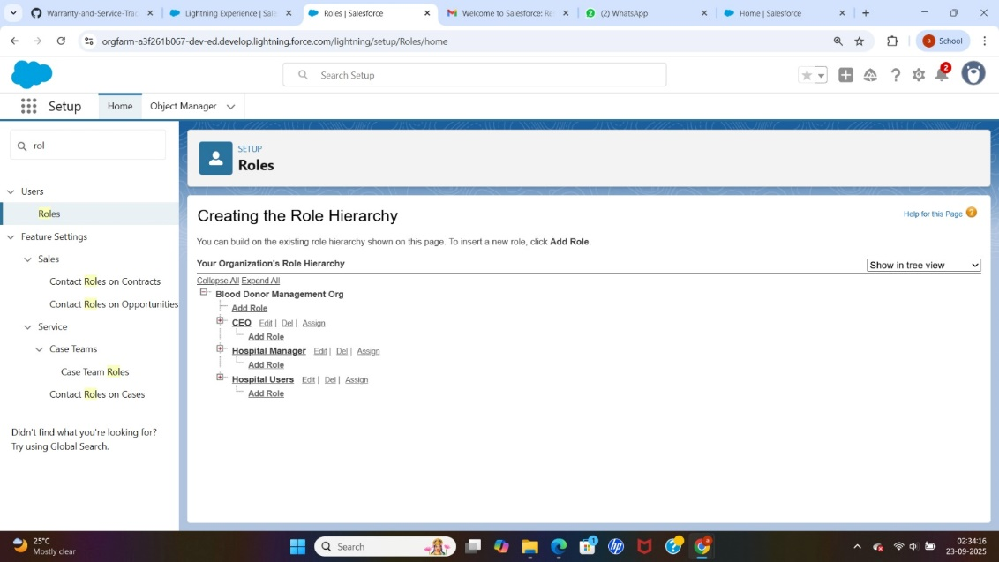 Warranty-and-Service-Trac
Lightning Experience | Sale
Roles | Salesforce
Welcome to Salesforce: Re
(2) WhatsApp
Home | Salesforce
orgfarm-a3f261b067-dev-ed.develop.lightning.force.com/lightning/setup/Roles/home
School
Search Setup
2
Setup
Home
Object Manager
rol
Users
Roles
Feature Settings
Sales
Contact Roles on Contracts
Contact Roles on Opportunities
Service
Case Teams
Case Team Roles
Contact Roles on Cases
Didn't find what you're looking for?
Try using Global Search.
SETUP
Roles
Creating the Role Hierarchy
Help for this Page
You can build on the existing role hierarchy shown on this page. To insert a new role, click Add Role.
Your Organization's Role Hierarchy
Show in tree view
Collapse All Expand All
Blood Donor Management Org
Add Role
CEO Edit | Del | Assign
Add Role
Hospital Manager Edit | Del | Assign
Add Role
Hospital Users Edit | Del | Assign
Add Role
25°C
Mostly clear
Search
02:34:16
23-09-2025